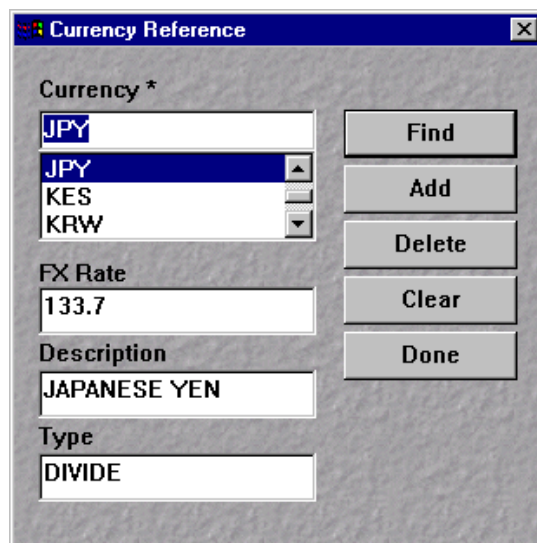 Currency Reference
Currency *
JPY
JPY
KES
KRW
FX Rate
133.7
Description
JAPANESE YEN
Type
DIVIDE
Find
Add
Delete
Clear
Done